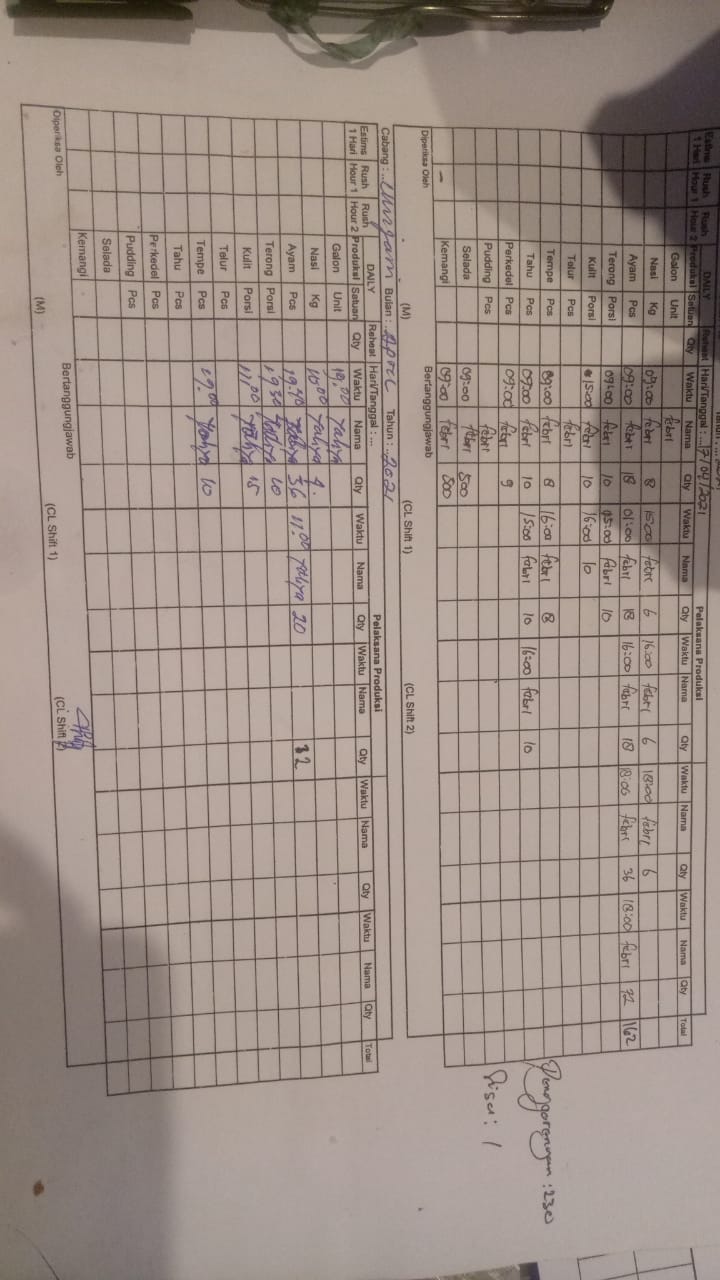 Hari/Tanggal : ... 17/04/2021
Pelaksana Produksi
Estims 1 Hari Rush Hour 1 Rush Hour 2 DAILY Produksi Satuan Reheat Qty Waktu Nama Qty Waktu Nama Qty Waktu Nama Qty Waktu Nama Qty Waktu Nama Qty Total
Galon Unit febri
Nasi Kg 09:00 febri 8 15:00 febri 6 16:00 febri 6 18:00 febri 6
Ayam Pcs 09:00 febri 18 01:00 febri 18 16:00 febri 18 18:00 febri 36 18:00 febri 72 162
Terong Porsi 09:00 febri 10 05:00 febri 10
Kulit Porsi 15:00 febri 10 16:00 10
Telur Pcs febri
Tempe Pcs 09:00 febri 8 16:00 febri 8
Tahu Pcs 09:00 febri 10 15:00 febri 10 16:00 febri 10
Perkedel Pcs 09:00 febri 9
Pudding Pcs febri
Selada 09:00 febri 500
Kemangi 09:00 febri 500
Penggorengan : 230
Sisa : 1
Diperiksa Oleh Bertanggungjawab
(M) (CL Shift 1) (CL Shift 2)
Cabang : ... Bulan : April Tahun : 2021
Hari/Tanggal : ... Pelaksana Produksi
Estims 1 Hari Rush Hour 1 Rush Hour 2 DAILY Produksi Satuan Reheat Qty Waktu Nama Qty Waktu Nama Qty Waktu Nama Qty Waktu Nama Qty Waktu Nama Qty Total
Galon Unit 19.00 Yahya
Nasi Kg 10.00 Yahya 9.
Ayam Pcs 19.30 Yahya 36 11.00 Yahya 20 32
Terong Porsi 19.30 Yahya 10
Kulit Porsi 11.00 Yahya 15
Telur Pcs
Tempe Pcs 19.00 Yahya 10
Tahu Pcs
Perkedel Pcs
Pudding Pcs
Selada
Kemangi
Diperiksa Oleh Bertanggungjawab
(M) (CL Shift 1) (CL Shift 2)